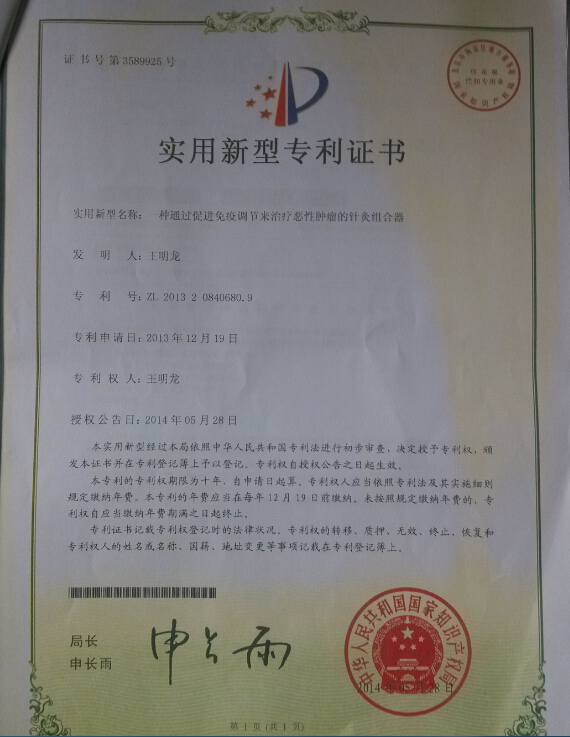 证书号第3589925号
实用新型专利证书
实用新型名称：一种通过促进免疫调节来治疗恶性肿瘤的针灸组合器
发明人：王明龙
专利号：ZL 2013 2 0840680.9
专利申请日：2013年12月19日
专利权人：王明龙
授权公告日：2014年05月28日
本实用新型经过本局依照中华人民共和国专利法进行初步审查，决定授予专利权，颁
发本证书并在专利登记簿上予以登记。专利权自授权公告之日起生效。
本专利的专利权期限为十年，自申请日起算。专利权人应当依照专利法及其实施细则
规定缴纳年费。本专利的年费应当在每年12月19日前缴纳。未按照规定缴纳年费的，专
利权自应当缴纳年费期满之日起终止。
专利证书记载专利权登记时的法律状况。专利权的转移、质押、无效、终止、恢复和
专利权人的姓名或名称、国籍、地址变更等事项记载在专利登记簿上。
局长
申长雨
申长雨
中华人民共和国国家知识产权局
2014年05月28日
第1页(共1页)